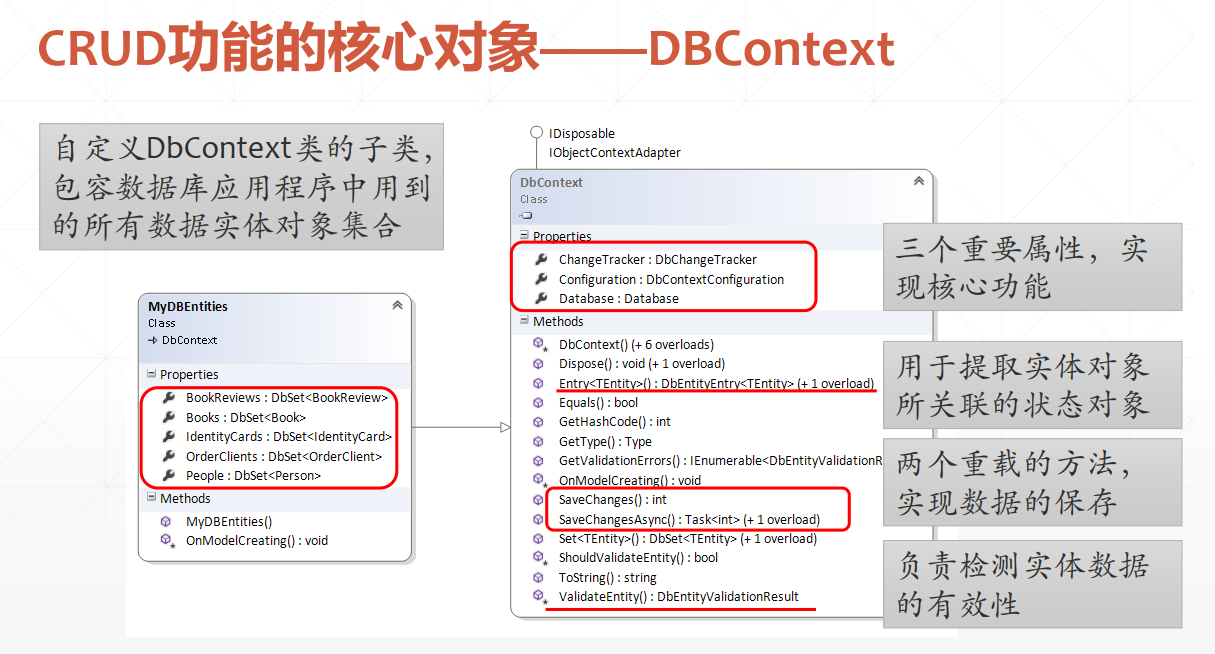 CRUD功能的核心对象——DBContext
自定义DbContext类的子类，
包容数据库应用程序中用到
的所有数据实体对象集合
MyDBEntities
Class
DbContext
Properties
BookReviews : DbSet<BookReview>
Books : DbSet<Book>
IdentityCards : DbSet<IdentityCard>
OrderClients : DbSet<OrderClient>
People : DbSet<Person>
Methods
MyDBEntities()
OnModelCreating() : void
IDisposable
IObjectContextAdapter
DbContext
Class
Properties
ChangeTracker : DbChangeTracker
Configuration : DbContextConfiguration
Database : Database
Methods
DbContext() (+ 6 overloads)
Dispose() : void (+ 1 overload)
Entry<TEntity>() : DbEntityEntry<TEntity> (+ 1 overload)
Equals() : bool
GetHashCode() : int
GetType() : Type
GetValidationErrors() : IEnumerable<DbEntityValidationR
OnModelCreating() : void
SaveChanges() : int
SaveChangesAsync() : Task<int> (+ 1 overload)
Set<TEntity>() : DbSet<TEntity> (+ 1 overload)
ShouldValidateEntity() : bool
ToString() : string
ValidateEntity() : DbEntityValidationResult
三个重要属性，实
现核心功能
用于提取实体对象
所关联的状态对象
两个重载的方法，
实现数据的保存
负责检测实体数据
的有效性